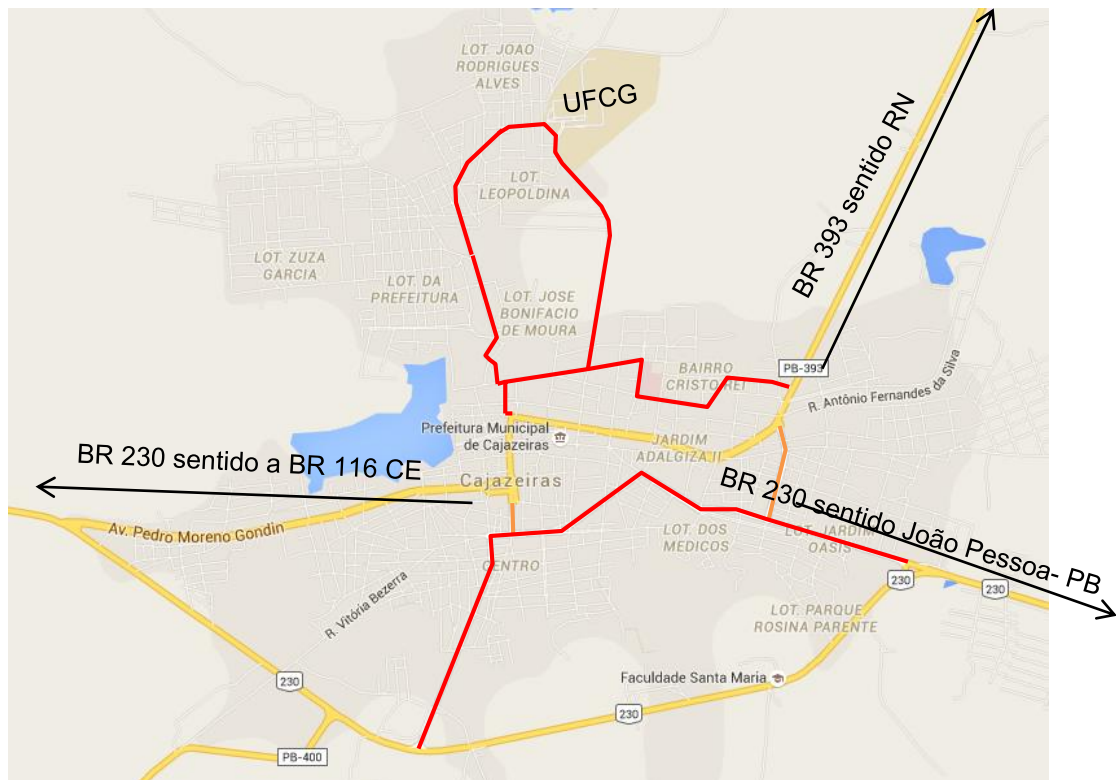 LOT. JOAO
RODRIGUES
ALVES
UFCG
BR 393 sentido RN
LOT.
LEOPOLDINA
LOT. ZUZA
GARCIA
LOT. DA
PREFEITURA
LOT. JOSE
BONIFACIO
DE MOURA
BAIRRO
CRISTO REI
PB-393
R. Antônio Fernandes da Silva
Prefeitura Municipal
de Cajazeiras
JARDIM
ADALGIZA II
BR 230 sentido a BR 116 CE
Cajazeiras
BR 230 sentido João Pessoa- PB
Av. Pedro Moreno Gondin
LOT. DOS
MEDICOS
LOT. JARDIM
OASIS
CENTRO
R. Vitória Bezerra
230
230
LOT. PARQUE
ROSINA PARENTE
Faculdade Santa Maria
230
230
PB-400